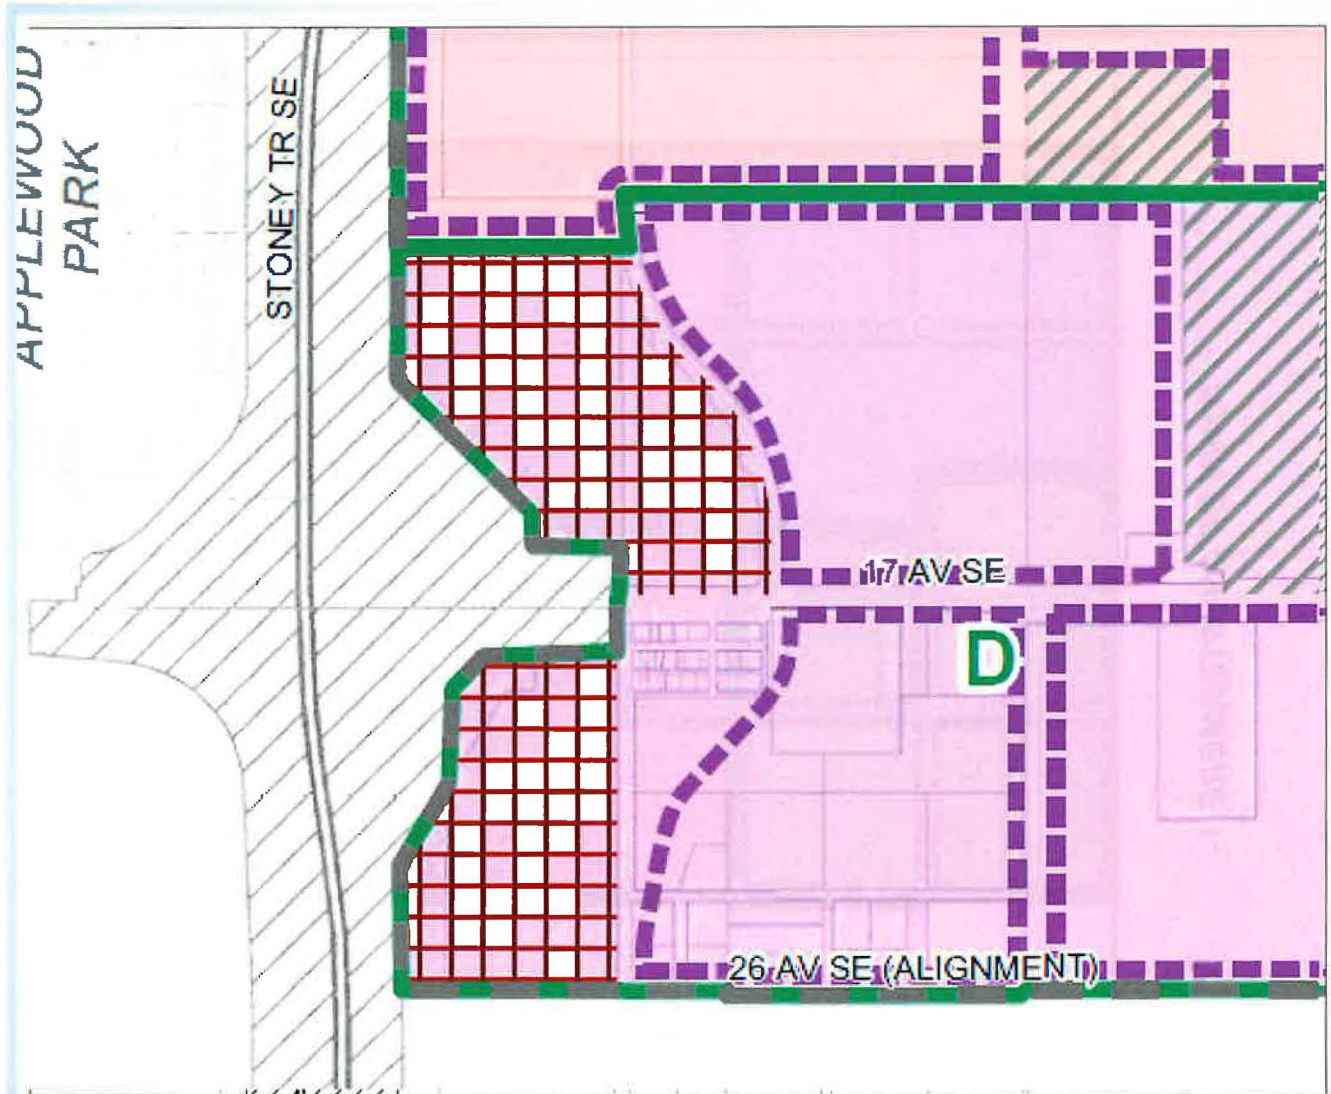 APPLEWOOD
PARK
STONEY TR SE
17 AV SE
D
26 AV SE (ALIGNMENT)